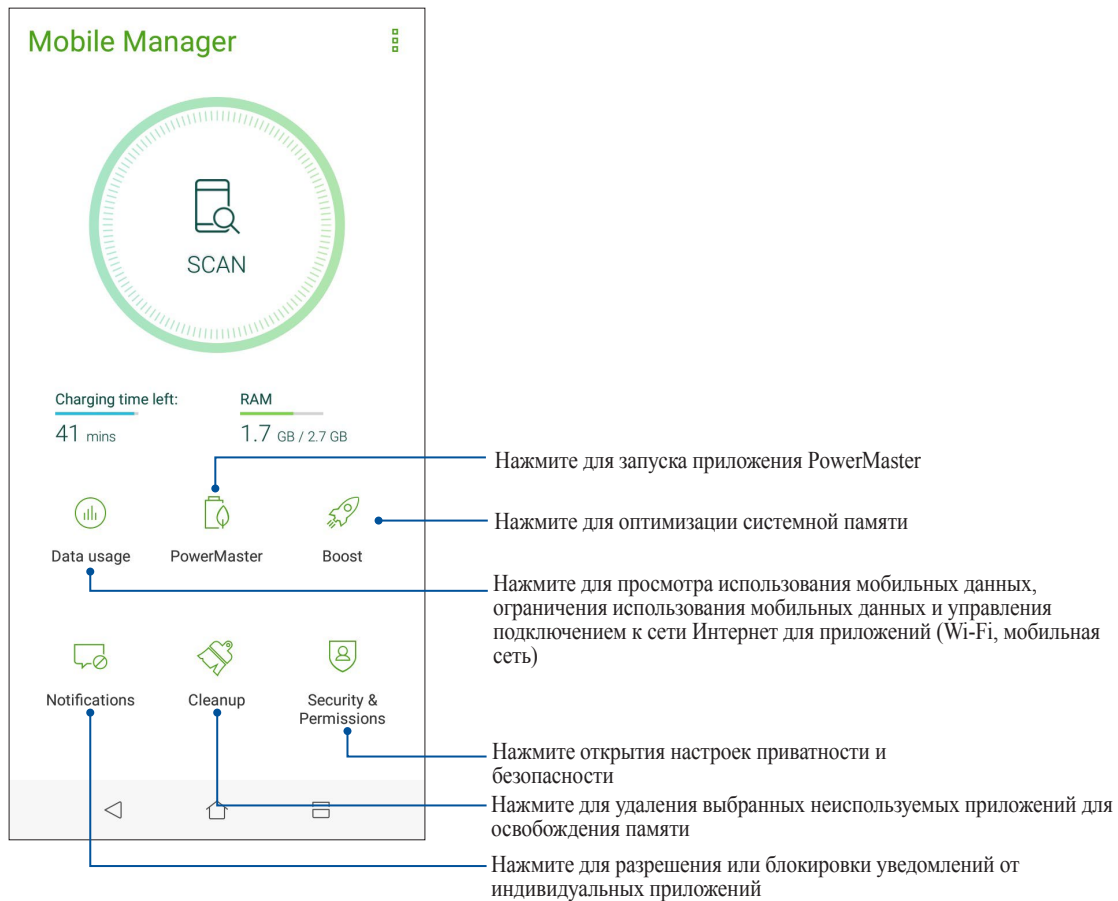 Mobile Manager
SCAN
Charging time left:
RAM
41 mins
1.7 GB / 2.7 GB
Нажмите для запуска приложения PowerMaster
Нажмите для оптимизации системной памяти
Data usage
PowerMaster
Boost
Нажмите для просмотра использования мобильных данных,
ограничения использования мобильных данных и управления
подключением к сети Интернет для приложений (Wi-Fi, мобильная
сеть)
Notifications
Cleanup
Security &
Permissions
Нажмите открытия настроек приватности и
безопасности
Нажмите для удаления выбранных неиспользуемых приложений для
освобождения памяти
Нажмите для разрешения или блокировки уведомлений от
индивидуальных приложений